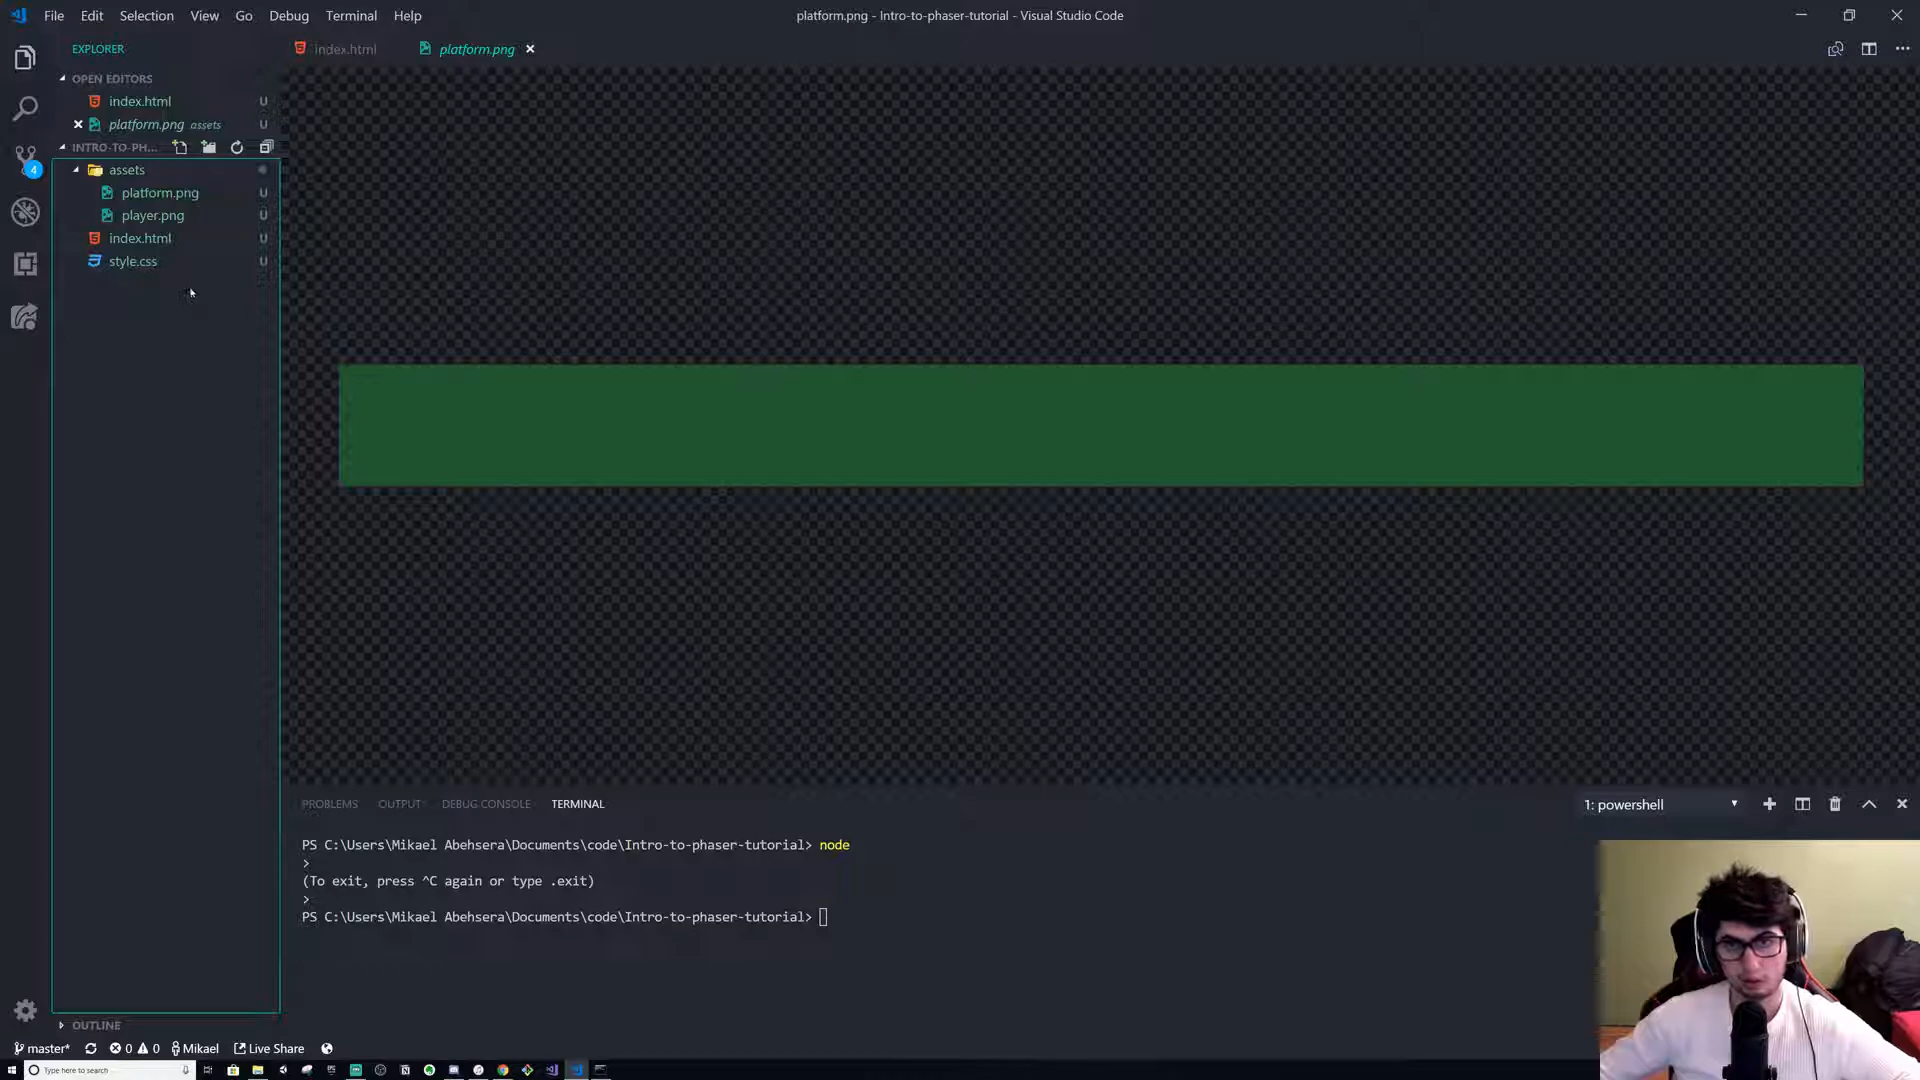 File Edit Selection View Go Debug Terminal Help
platform.png - Intro-to-phaser-tutorial - Visual Studio Code
EXPLORER
index.html
platform.png
OPEN EDITORS
index.html U
platform.png assets U
INTRO-TO-PH...
assets
platform.png U
player.png U
index.html U
style.css U
4
PROBLEMS OUTPUT DEBUG CONSOLE TERMINAL
1: powershell
PS C:\Users\Mikael Abehsera\Documents\code\Intro-to-phaser-tutorial> node
>
(To exit, press ^C again or type .exit)
>
PS C:\Users\Mikael Abehsera\Documents\code\Intro-to-phaser-tutorial>
OUTLINE
master* 0 0 Mikael Live Share
Type here to search